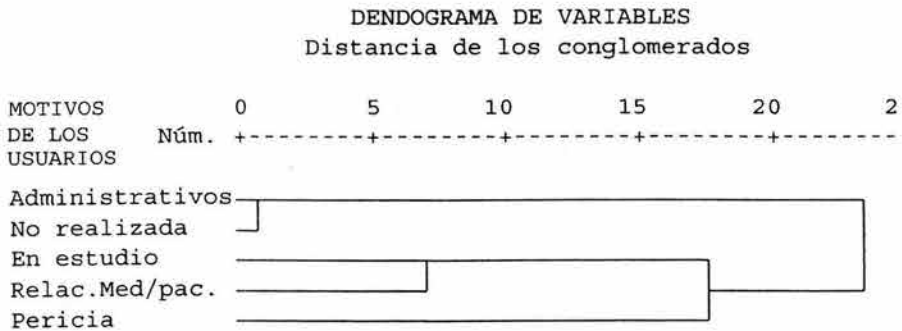 DENDOGRAMA DE VARIABLES
Distancia de los conglomerados
MOTIVOS 0 5 10 15 20 2
DE LOS Núm. +---------+---------+---------+---------+---------
USUARIOS
Administrativos
No realizada
En estudio
Relac.Med/pac.
Pericia